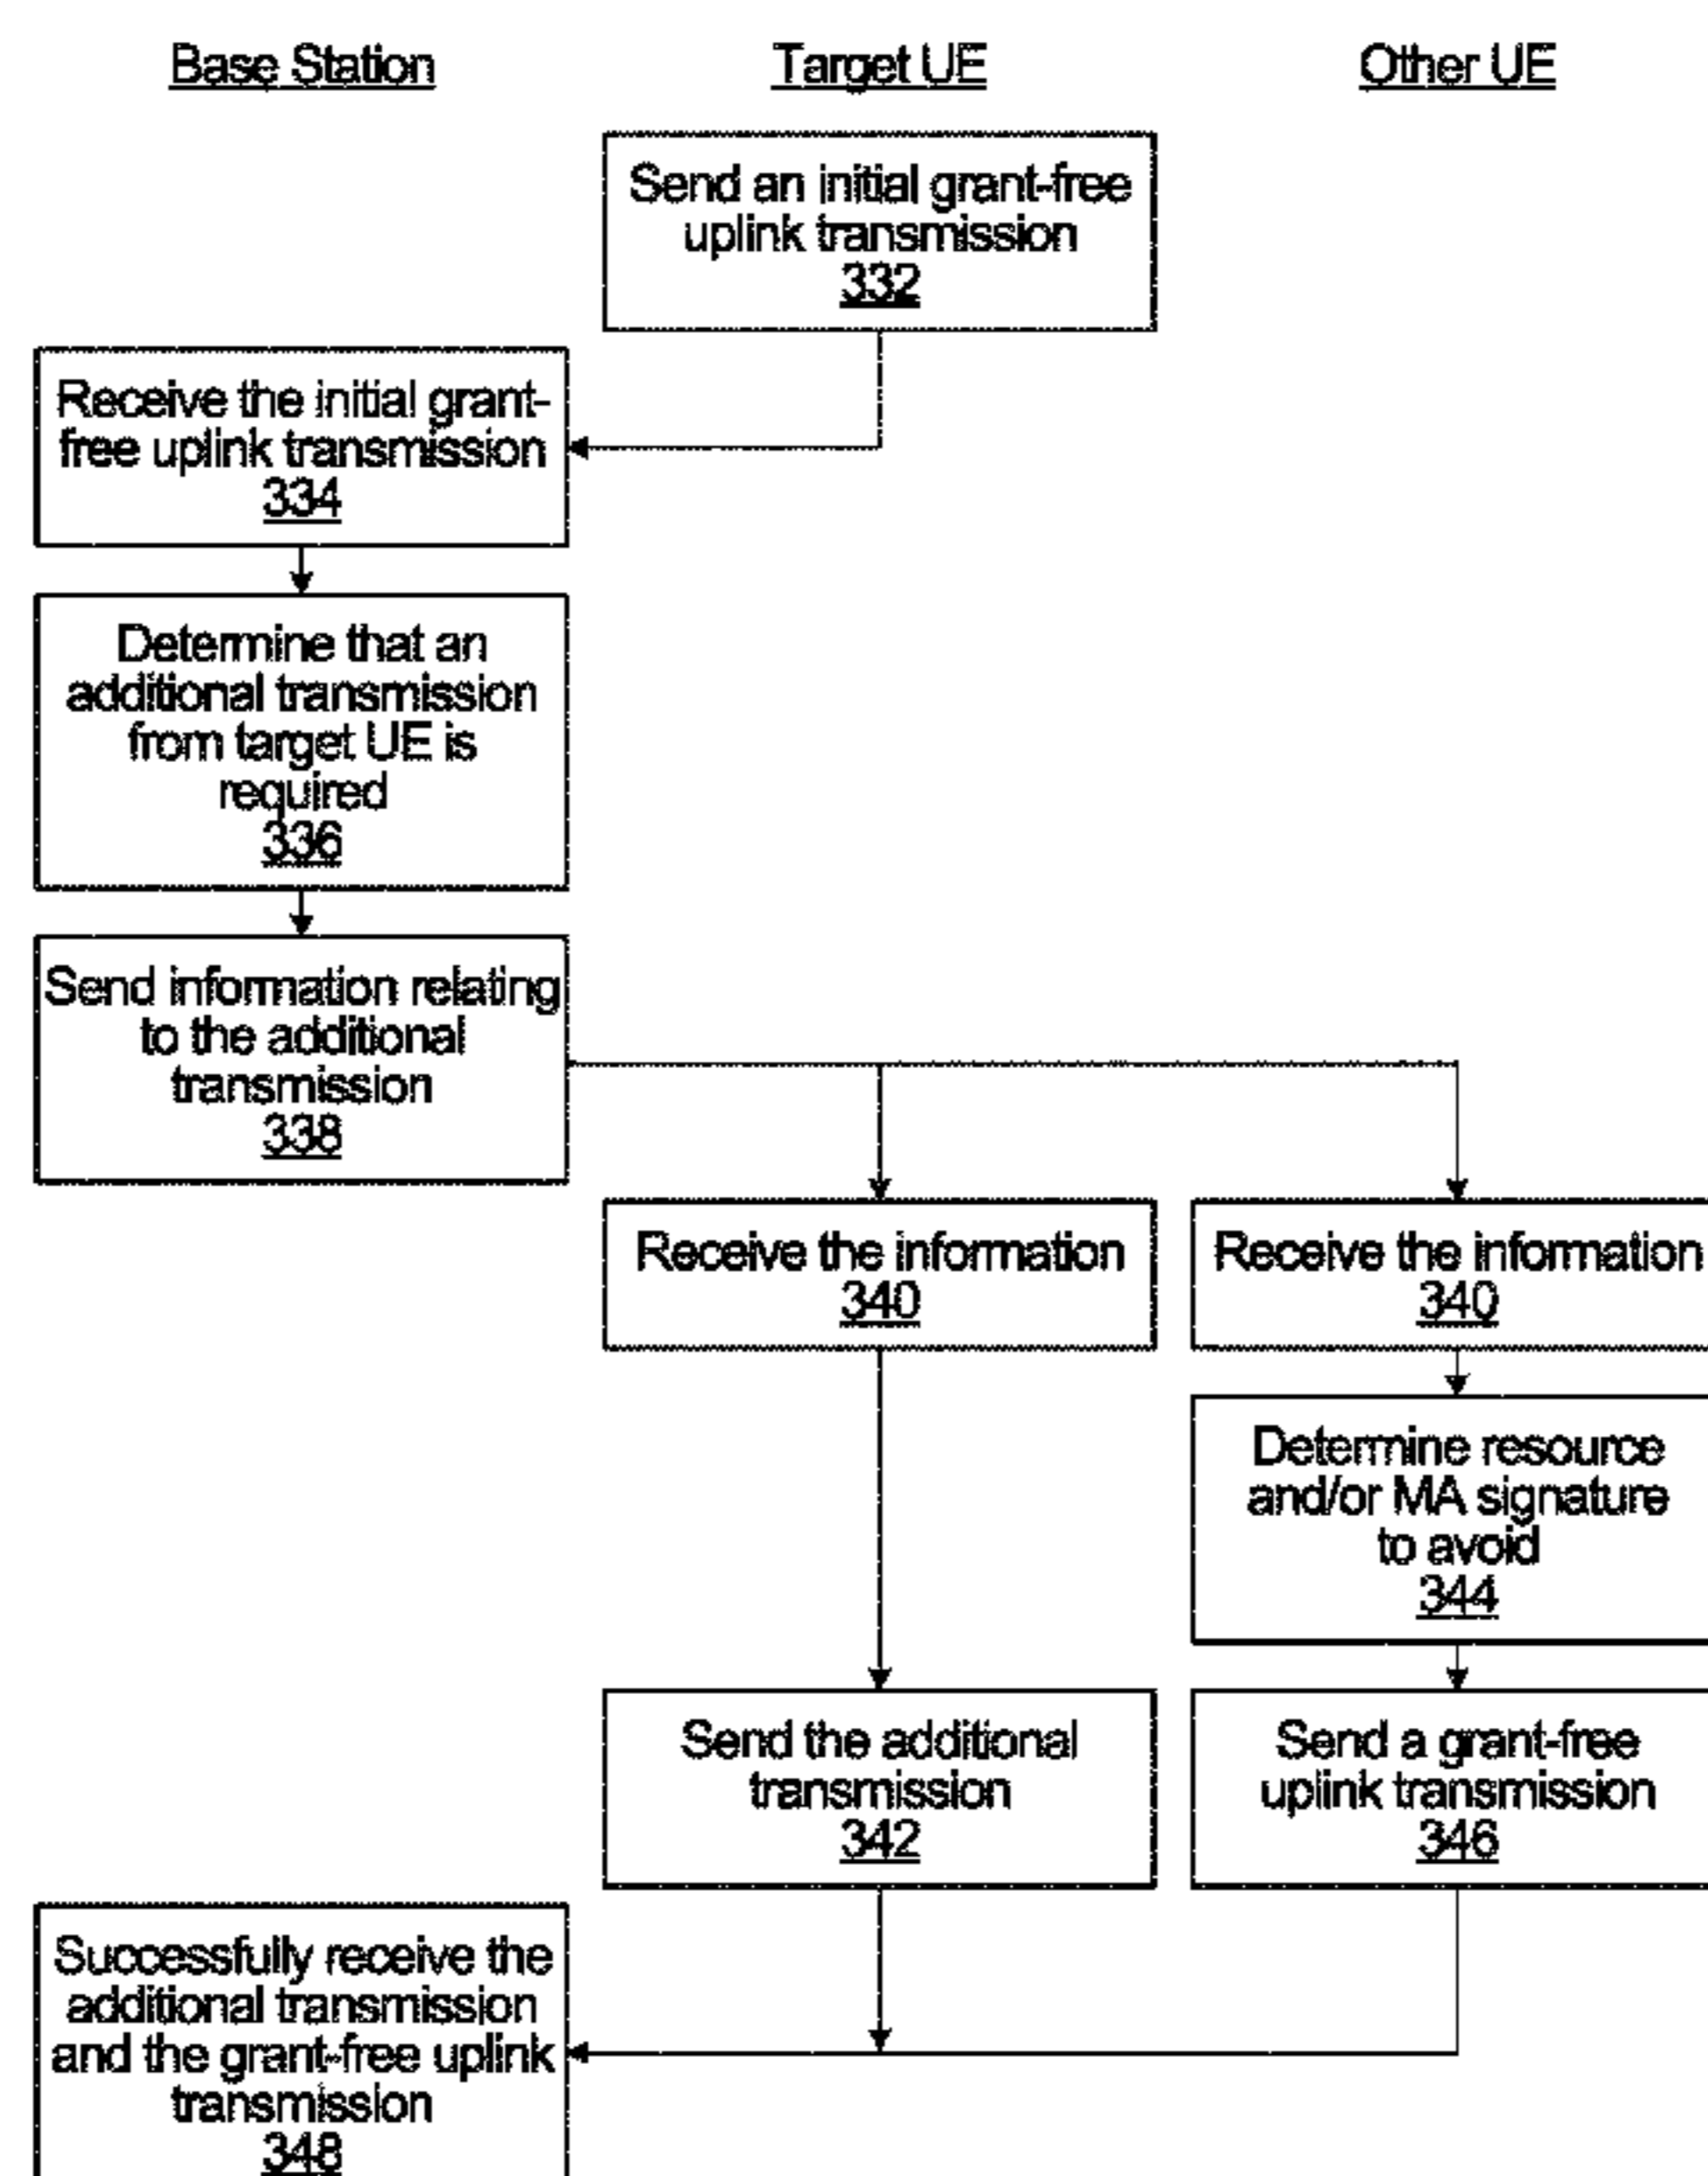 Base Station
Target UE
Other UE
Send an initial grant-free
uplink transmission
332
Receive the initial grant-
free uplink transmission
334
Determine that an
additional transmission
from target UE is
required
336
Send information relating
to the additional
transmission
338
Receive the information
340
Receive the information
340
Determine resource
and/or MA signature
to avoid
344
Send the additional
transmission
342
Send a grant-free
uplink transmission
346
Successfully receive the
additional transmission
and the grant-free uplink
transmission
348